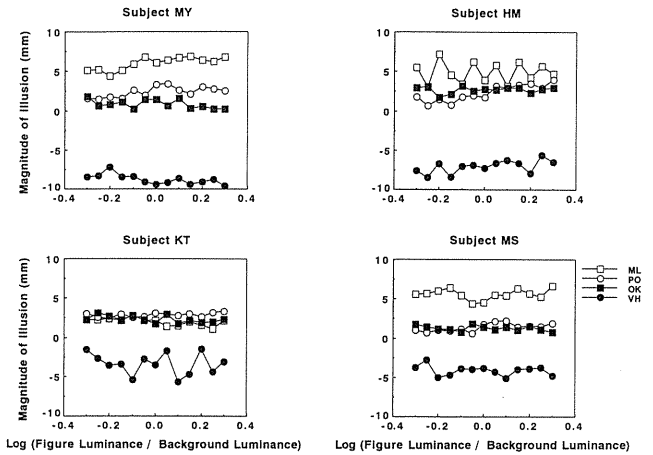 Subject MY
Subject HM
Magnitude of Illusion (mm)
10
5
0
-5
-10
-0.4 -0.2 0.0 0.2 0.4
10
5
0
-5
-10
-0.4 -0.2 0.0 0.2 0.4
Subject KT
Subject MS
Magnitude of Illusion (mm)
10
5
0
-5
-10
-0.4 -0.2 0.0 0.2 0.4
10
5
0
-5
-10
-0.4 -0.2 0.0 0.2 0.4
ML
PO
OK
VH
Log (Figure Luminance / Background Luminance)
Log (Figure Luminance / Background Luminance)